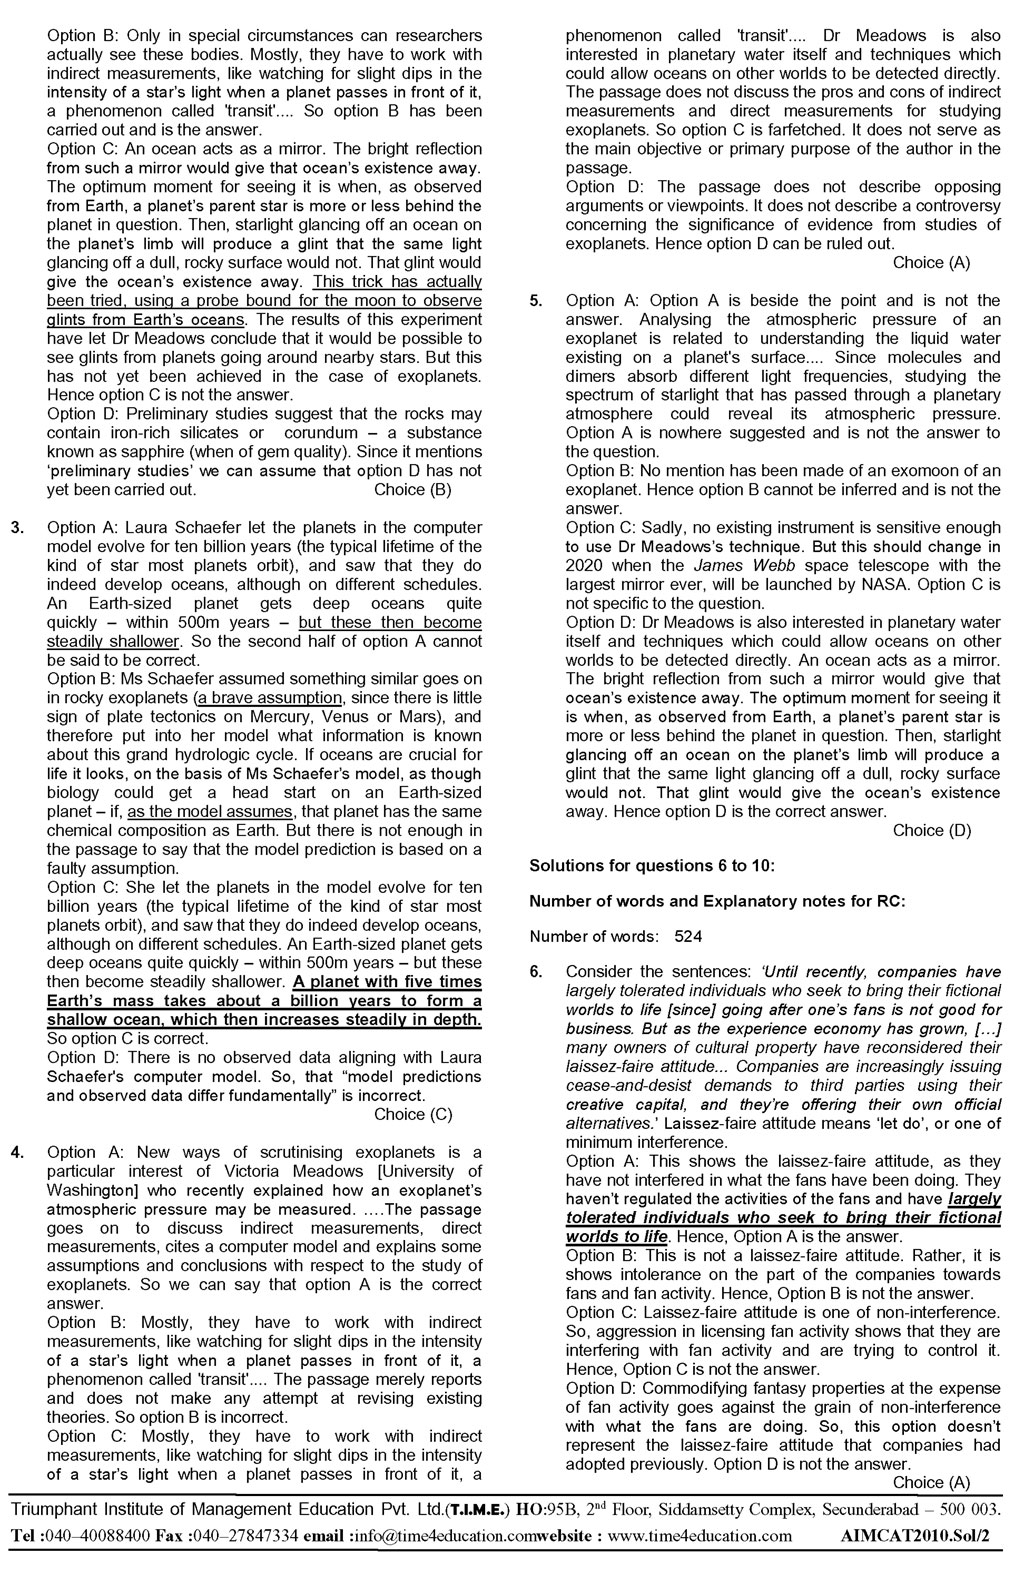 Option B: Only in special circumstances can researchers
actually see these bodies. Mostly, they have to work with
indirect measurements, like watching for slight dips in the
intensity of a star's light when a planet passes in front of it,
a phenomenon called 'transit'.... So option B has been
carried out and is the answer.
Option C: An ocean acts as a mirror. The bright reflection
from such a mirror would give that ocean's existence away.
The optimum moment for seeing it is when, as observed
from Earth, a planet's parent star is more or less behind the
planet in question. Then, starlight glancing off an ocean on
the planet's limb will produce a glint that the same light
glancing off a dull, rocky surface would not. That glint would
give the ocean's existence away. This trick has actually
been tried, using a probe bound for the moon to observe
glints from Earth's oceans. The results of this experiment
have let Dr Meadows conclude that it would be possible to
see glints from planets going around nearby stars. But this
has not yet been achieved in the case of exoplanets.
Hence option C is not the answer.
Option D: Preliminary studies suggest that the rocks may
contain iron-rich silicates or corundum – a substance
known as sapphire (when of gem quality). Since it mentions
'preliminary studies' we can assume that option D has not
yet been carried out. Choice (B)
3. Option A: Laura Schaefer let the planets in the computer
model evolve for ten billion years (the typical lifetime of the
kind of star most planets orbit), and saw that they do
indeed develop oceans, although on different schedules.
An Earth-sized planet gets deep oceans quite
quickly – within 500m years – but these then become
steadily shallower. So the second half of option A cannot
be said to be correct.
Option B: Ms Schaefer assumed something similar goes on
in rocky exoplanets (a brave assumption, since there is little
sign of plate tectonics on Mercury, Venus or Mars), and
therefore put into her model what information is known
about this grand hydrologic cycle. If oceans are crucial for
life it looks, on the basis of Ms Schaefer's model, as though
biology could get a head start on an Earth-sized
planet – if, as the model assumes, that planet has the same
chemical composition as Earth. But there is not enough in
the passage to say that the model prediction is based on a
faulty assumption.
Option C: She let the planets in the model evolve for ten
billion years (the typical lifetime of the kind of star most
planets orbit), and saw that they do indeed develop oceans,
although on different schedules. An Earth-sized planet gets
deep oceans quite quickly – within 500m years – but these
then become steadily shallower. A planet with five times
Earth's mass takes about a billion years to form a
shallow ocean, which then increases steadily in depth.
So option C is correct.
Option D: There is no observed data aligning with Laura
Schaefer's computer model. So, that "model predictions
and observed data differ fundamentally" is incorrect.
Choice (C)
4. Option A: New ways of scrutinising exoplanets is a
particular interest of Victoria Meadows [University of
Washington] who recently explained how an exoplanet's
atmospheric pressure may be measured. ....The passage
goes on to discuss indirect measurements, direct
measurements, cites a computer model and explains some
assumptions and conclusions with respect to the study of
exoplanets. So we can say that option A is the correct
answer.
Option B: Mostly, they have to work with indirect
measurements, like watching for slight dips in the intensity
of a star's light when a planet passes in front of it, a
phenomenon called 'transit'.... The passage merely reports
and does not make any attempt at revising existing
theories. So option B is incorrect.
Option C: Mostly, they have to work with indirect
measurements, like watching for slight dips in the intensity
of a star's light when a planet passes in front of it, a
phenomenon called 'transit'.... Dr Meadows is also
interested in planetary water itself and techniques which
could allow oceans on other worlds to be detected directly.
The passage does not discuss the pros and cons of indirect
measurements and direct measurements for studying
exoplanets. So option C is farfetched. It does not serve as
the main objective or primary purpose of the author in the
passage.
Option D: The passage does not describe opposing
arguments or viewpoints. It does not describe a controversy
concerning the significance of evidence from studies of
exoplanets. Hence option D can be ruled out.
Choice (A)
5. Option A: Option A is beside the point and is not the
answer. Analysing the atmospheric pressure of an
exoplanet is related to understanding the liquid water
existing on a planet's surface.... Since molecules and
dimers absorb different light frequencies, studying the
spectrum of starlight that has passed through a planetary
atmosphere could reveal its atmospheric pressure.
Option A is nowhere suggested and is not the answer to
the question.
Option B: No mention has been made of an exomoon of an
exoplanet. Hence option B cannot be inferred and is not the
answer.
Option C: Sadly, no existing instrument is sensitive enough
to use Dr Meadows's technique. But this should change in
2020 when the James Webb space telescope with the
largest mirror ever, will be launched by NASA. Option C is
not specific to the question.
Option D: Dr Meadows is also interested in planetary water
itself and techniques which could allow oceans on other
worlds to be detected directly. An ocean acts as a mirror.
The bright reflection from such a mirror would give that
ocean's existence away. The optimum moment for seeing it
is when, as observed from Earth, a planet's parent star is
more or less behind the planet in question. Then, starlight
glancing off an ocean on the planet's limb will produce a
glint that the same light glancing off a dull, rocky surface
would not. That glint would give the ocean's existence
away. Hence option D is the correct answer.
Choice (D)
Solutions for questions 6 to 10:
Number of words and Explanatory notes for RC:
Number of words: 524
6. Consider the sentences: 'Until recently, companies have
largely tolerated individuals who seek to bring their fictional
worlds to life [since] going after one's fans is not good for
business. But as the experience economy has grown, […]
many owners of cultural property have reconsidered their
laissez-faire attitude... Companies are increasingly issuing
cease-and-desist demands to third parties using their
creative capital, and they're offering their own official
alternatives.' Laissez-faire attitude means 'let do', or one of
minimum interference.
Option A: This shows the laissez-faire attitude, as they
have not interfered in what the fans have been doing. They
haven't regulated the activities of the fans and have largely
tolerated individuals who seek to bring their fictional
worlds to life. Hence, Option A is the answer.
Option B: This is not a laissez-faire attitude. Rather, it is
shows intolerance on the part of the companies towards
fans and fan activity. Hence, Option B is not the answer.
Option C: Laissez-faire attitude is one of non-interference.
So, aggression in licensing fan activity shows that they are
interfering with fan activity and are trying to control it.
Hence, Option C is not the answer.
Option D: Commodifying fantasy properties at the expense
of fan activity goes against the grain of non-interference
with what the fans are doing. So, this option doesn't
represent the laissez-faire attitude that companies had
adopted previously. Option D is not the answer.
Choice (A)
Triumphant Institute of Management Education Pvt. Ltd.(T.I.M.E.) HO:95B, 2nd Floor, Siddamsetty Complex, Secunderabad – 500 003.
Tel :040–40088400 Fax :040–27847334 email :info@time4education.comwebsite : www.time4education.com AIMCAT2010.Sol/2